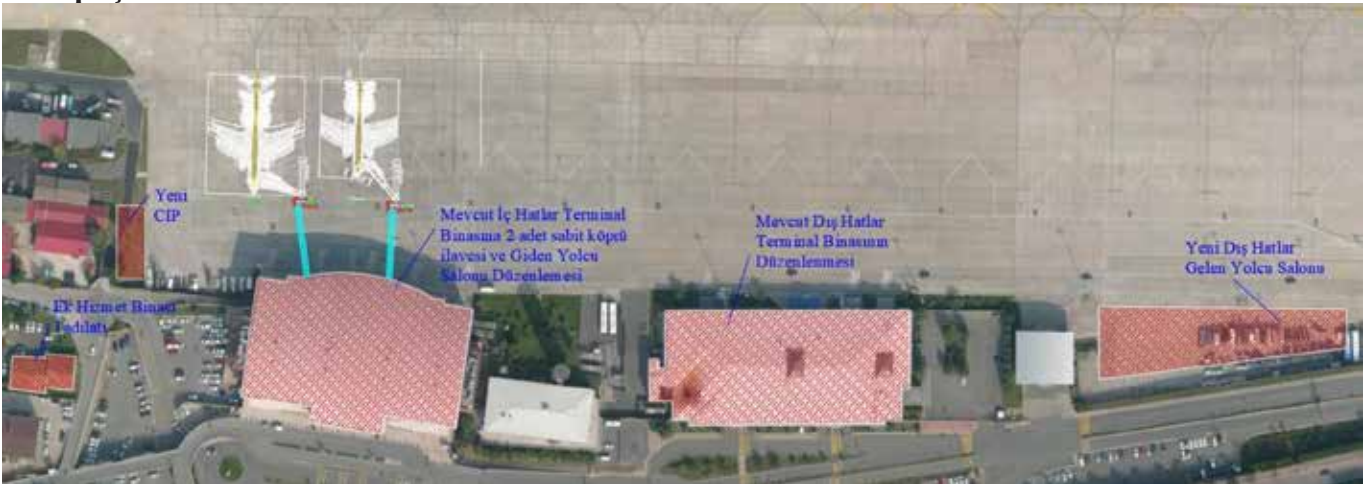 Yeni
CIP
Mevcut İç Hatlar Terminal
Binasına 2 adet sabit köprü
ilavesi ve Giden Yolcu
Salonu Düzenlemesi
Mevcut Dış Hatlar
Terminal Binasının
Düzenlenmesi
Yeni Dış Hatlar
Gelen Yolcu Salonu
Ek Hizmet Binası
Tadilatı